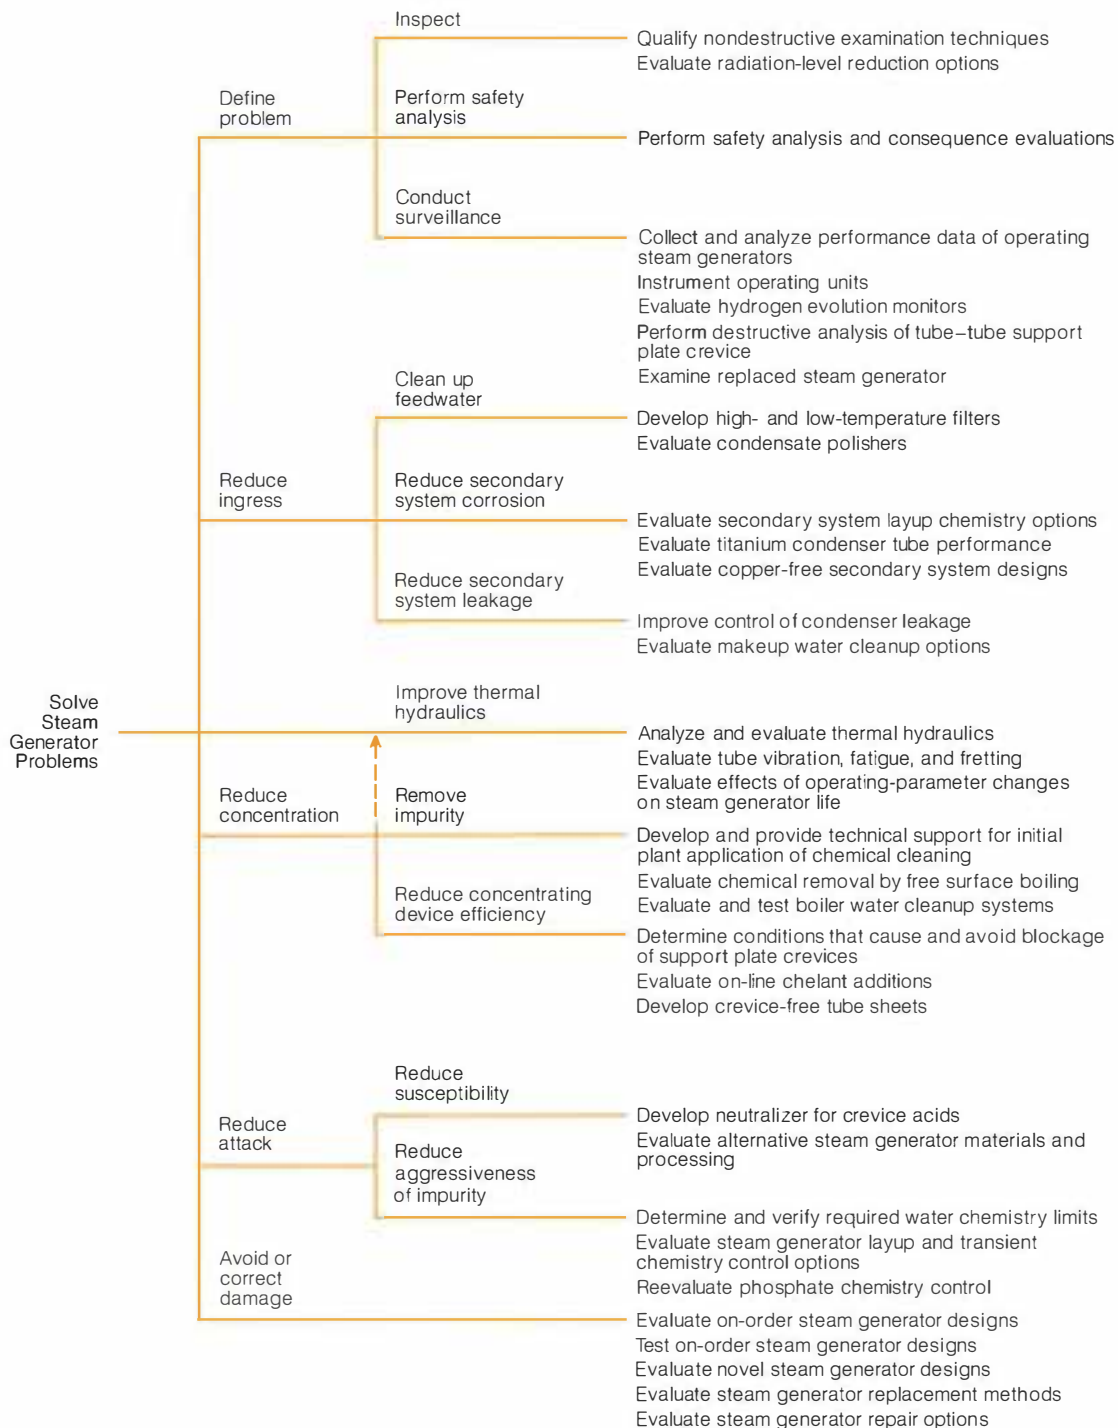 Inspect
Qualify nondestructive examination techniques
Evaluate radiation-level reduction options
Define
problem
Perform safety
analysis
Perform safety analysis and consequence evaluations
Conduct
surveillance
Collect and analyze performance data of operating
steam generators
Instrument operating units
Evaluate hydrogen evolution monitors
Perform destructive analysis of tube–tube support
plate crevice
Examine replaced steam generator
Clean up
feedwater
Develop high- and low-temperature filters
Evaluate condensate polishers
Reduce
ingress
Reduce secondary
system corrosion
Evaluate secondary system layup chemistry options
Evaluate titanium condenser tube performance
Evaluate copper-free secondary system designs
Reduce secondary
system leakage
Improve control of condenser leakage
Evaluate makeup water cleanup options
Solve
Steam
Generator
Problems
Improve thermal
hydraulics
Analyze and evaluate thermal hydraulics
Evaluate tube vibration, fatigue, and fretting
Evaluate effects of operating-parameter changes
on steam generator life
Reduce
concentration
Remove
impurity
Develop and provide technical support for initial
plant application of chemical cleaning
Evaluate chemical removal by free surface boiling
Evaluate and test boiler water cleanup systems
Reduce concentrating
device efficiency
Determine conditions that cause and avoid blockage
of support plate crevices
Evaluate on-line chelant additions
Develop crevice-free tube sheets
Reduce
susceptibility
Develop neutralizer for crevice acids
Evaluate alternative steam generator materials and
processing
Reduce
attack
Reduce
aggressiveness
of impurity
Determine and verify required water chemistry limits
Evaluate steam generator layup and transient
chemistry control options
Reevaluate phosphate chemistry control
Avoid or
correct
damage
Evaluate on-order steam generator designs
Test on-order steam generator designs
Evaluate novel steam generator designs
Evaluate steam generator replacement methods
Evaluate steam generator repair options